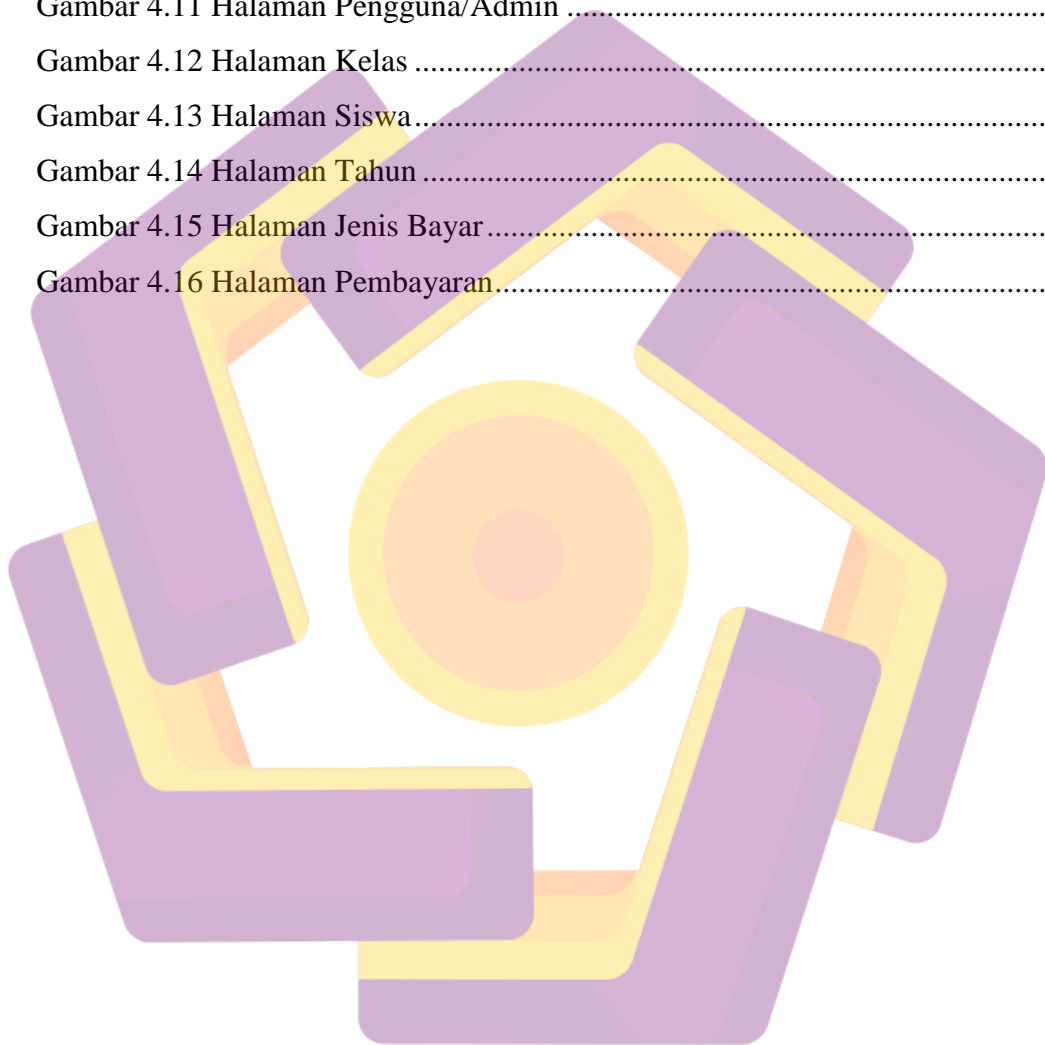 Gambar 4.11 Halaman Pengguna/Admin ..........................................................
Gambar 4.12 Halaman Kelas .............................................................................
Gambar 4.13 Halaman Siswa.............................................................................
Gambar 4.14 Halaman Tahun ............................................................................
Gambar 4.15 Halaman Jenis Bayar....................................................................
Gambar 4.16 Halaman Pembayaran...................................................................